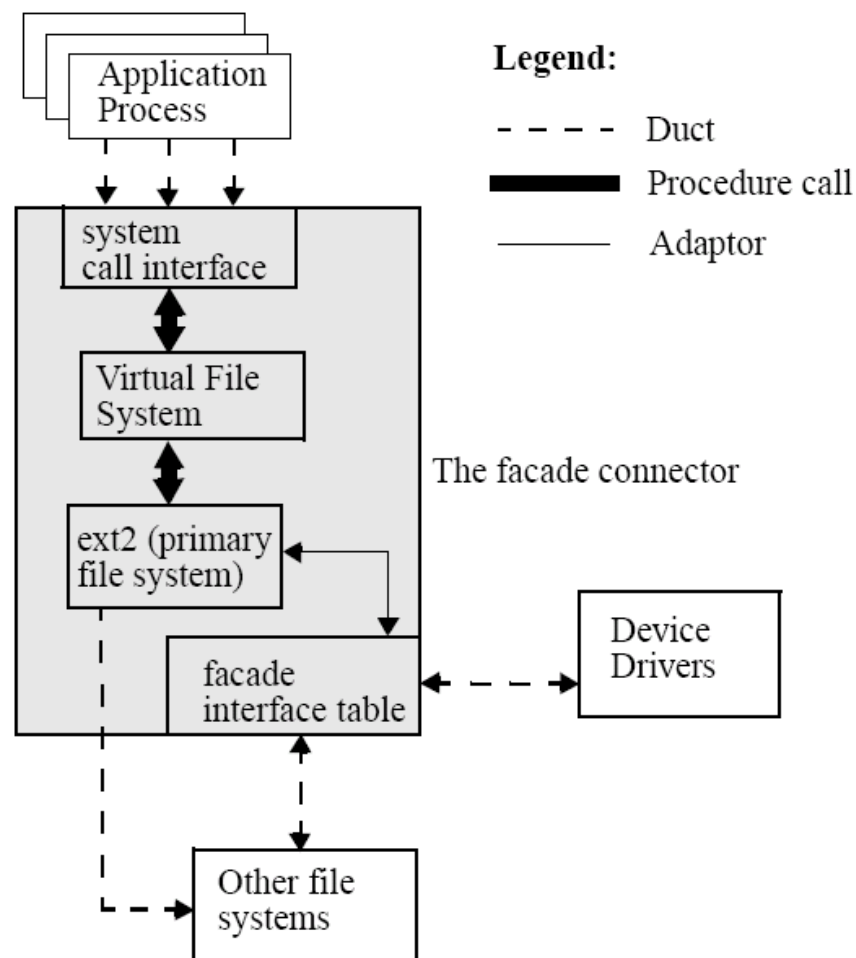 Application
Process
Legend:
Duct
Procedure call
Adaptor
system
call interface
Virtual File
System
The facade connector
ext2 (primary
file system)
Device
Drivers
facade
interface table
Other file
systems